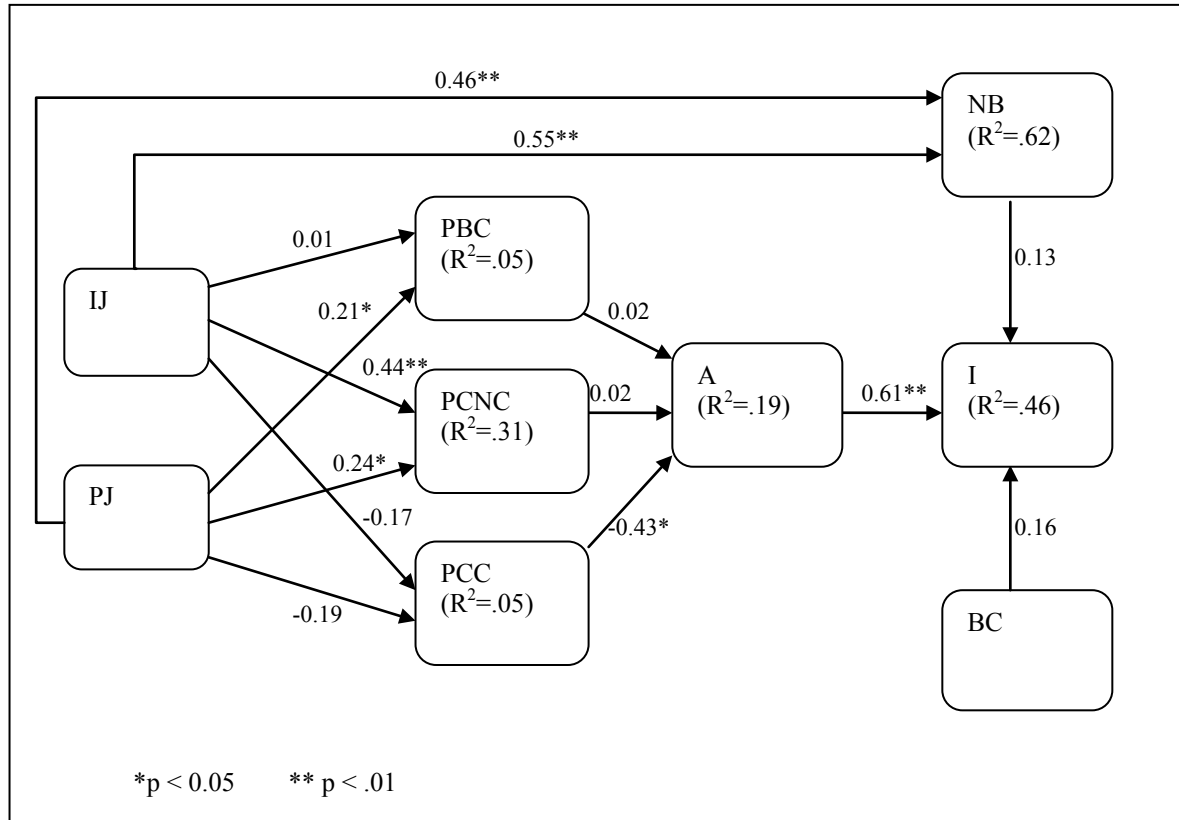 0.46**
NB
(R²=.62)
0.55**
PBC
(R²=.05)
0.01
0.13
IJ
0.21*
0.02
0.44**
PCNC
(R²=.31)
0.02
A
(R²=.19)
0.61**
I
(R²=.46)
PJ
0.24*
-0.17
-0.43*
0.16
PCC
(R²=.05)
-0.19
BC
*p < 0.05 ** p < .01